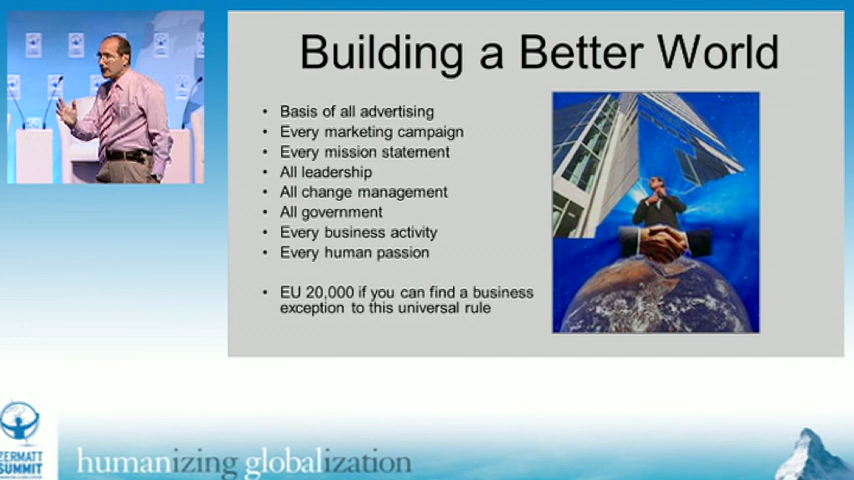 Building a Better World
• Basis of all advertising
• Every marketing campaign
• Every mission statement
• All leadership
• All change management
• All government
• Every business activity
• Every human passion
• EU 20,000 if you can find a business
exception to this universal rule
ZERMATT
SUMMIT
humanizing globalization